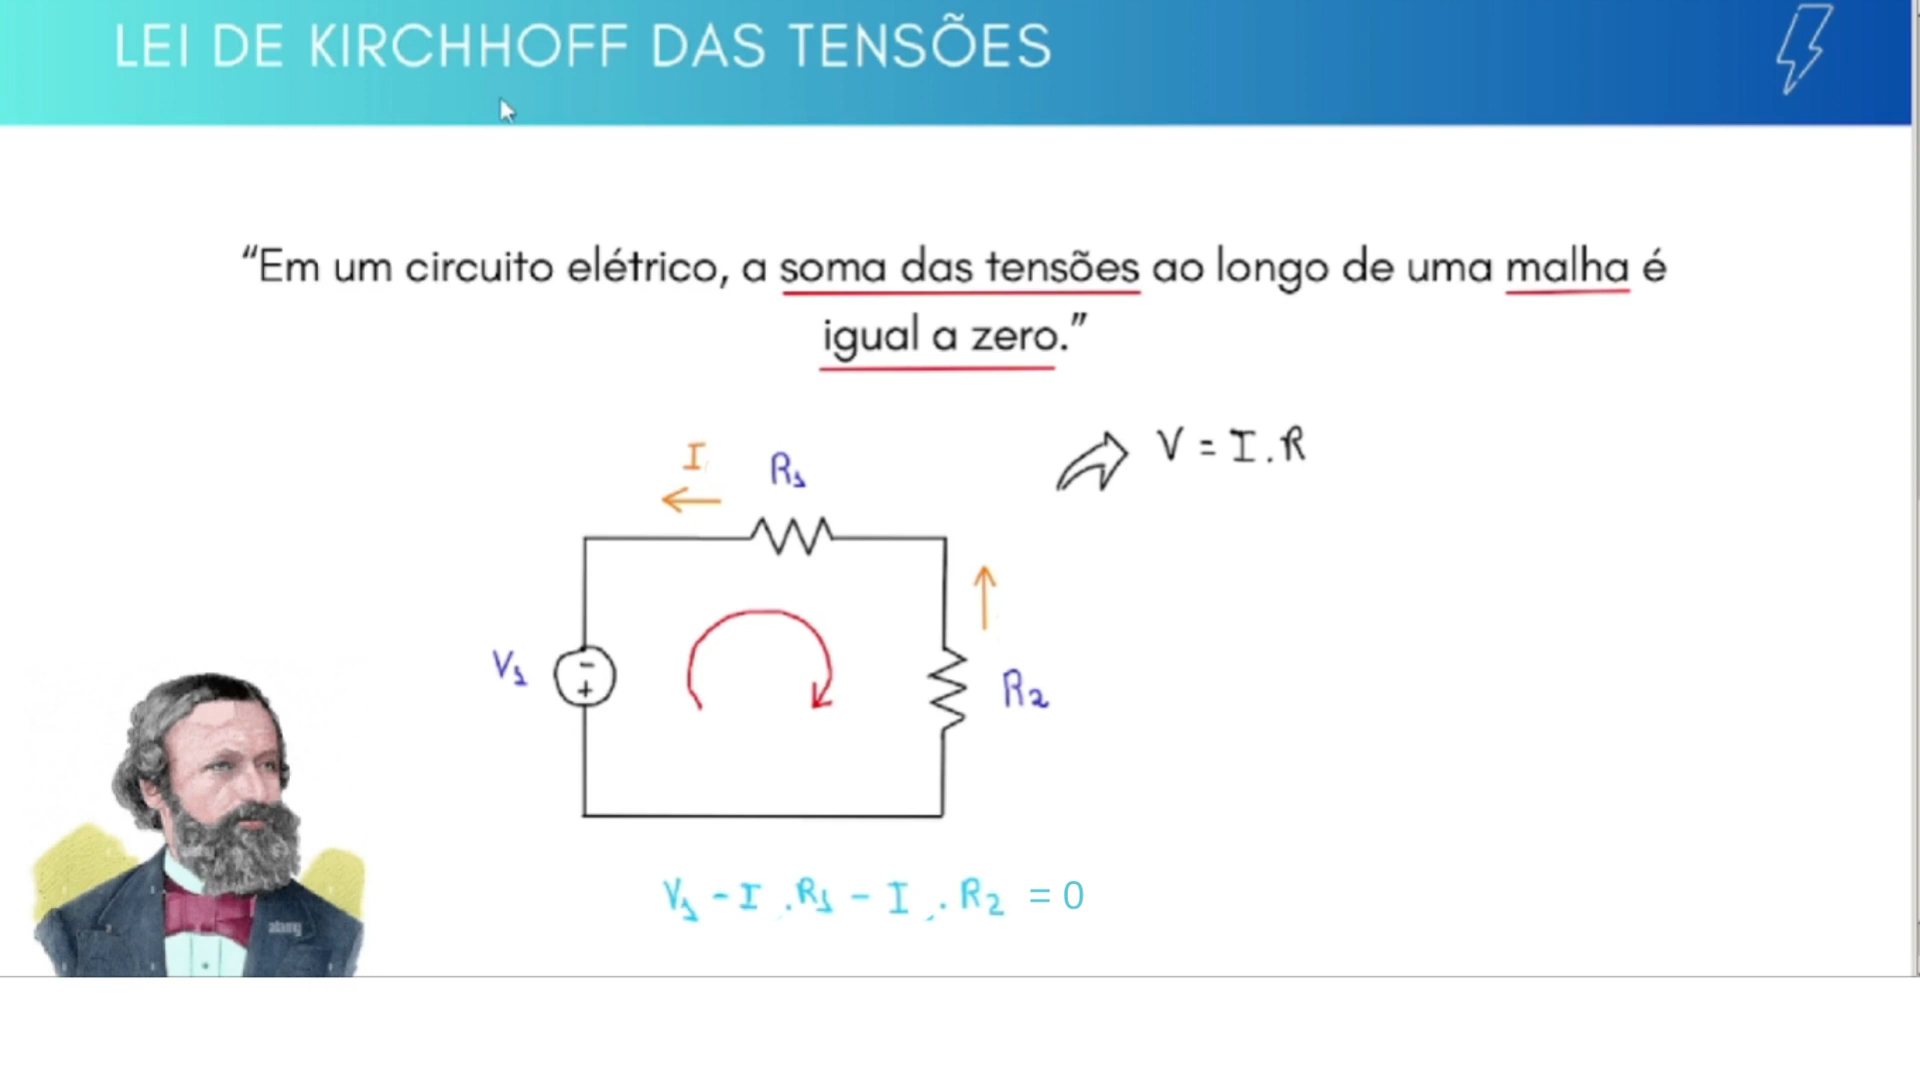 LEI DE KIRCHHOFF DAS TENSÕES
“Em um circuito elétrico, a soma das tensões ao longo de uma malha é
igual a zero.”
V = I.R
I
R1
V1
-
+
R2
V1 - I.R1 - I.R2 = 0
alamy